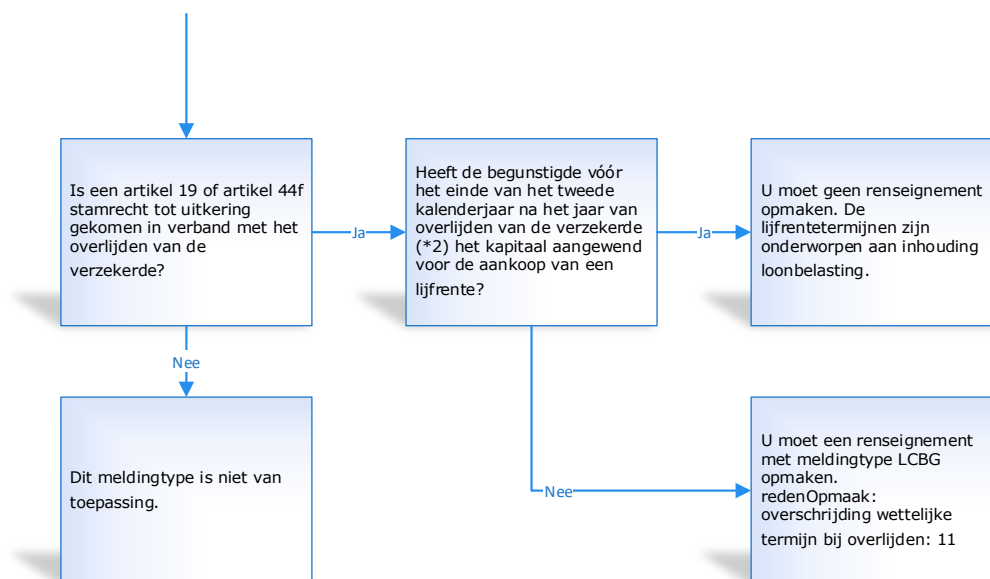 Is een artikel 19 of artikel 44f
stamrecht tot uitkering
gekomen in verband met het
overlijden van de
verzekerde?
Ja
Heeft de begunstigde vóór
het einde van het tweede
kalenderjaar na het jaar van
overlijden van de verzekerde
(*2) het kapitaal aangewend
voor de aankoop van een
lijfrente?
Ja
U moet geen renseignement
opmaken. De
lijfrentetermijnen zijn
onderworpen aan inhouding
loonbelasting.
Nee
Dit meldingtype is niet van
toepassing.
Nee
U moet een renseignement
met meldingtype LCBG
opmaken.
redenOpmaak:
overschrijding wettelijke
termijn bij overlijden: 11